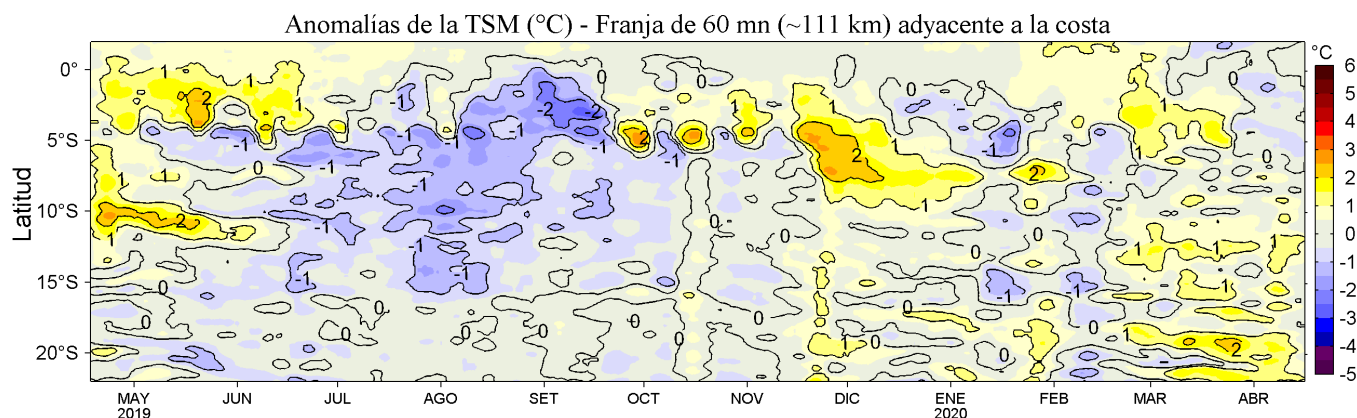 Anomalías de la TSM (°C) - Franja de 60 mn (~111 km) adyacente a la costa
°C
Latitud
0°
5°S
10°S
15°S
20°S
6
5
4
3
2
1
0
-1
-2
-3
-4
-5
MAY JUN JUL AGO SET OCT NOV DIC ENE FEB MAR ABR
2019 2020